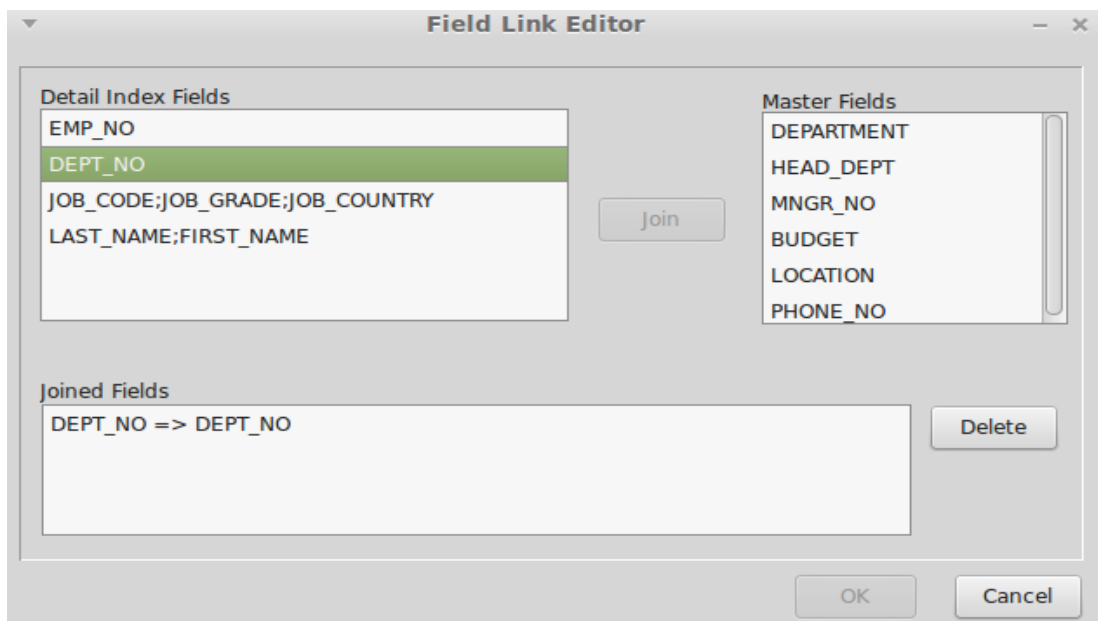 Field Link Editor
Detail Index Fields
EMP_NO
DEPT_NO
JOB_CODE;JOB_GRADE;JOB_COUNTRY
LAST_NAME;FIRST_NAME
Join
Master Fields
DEPARTMENT
HEAD_DEPT
MNGR_NO
BUDGET
LOCATION
PHONE_NO
Joined Fields
DEPT_NO => DEPT_NO
Delete
OK
Cancel